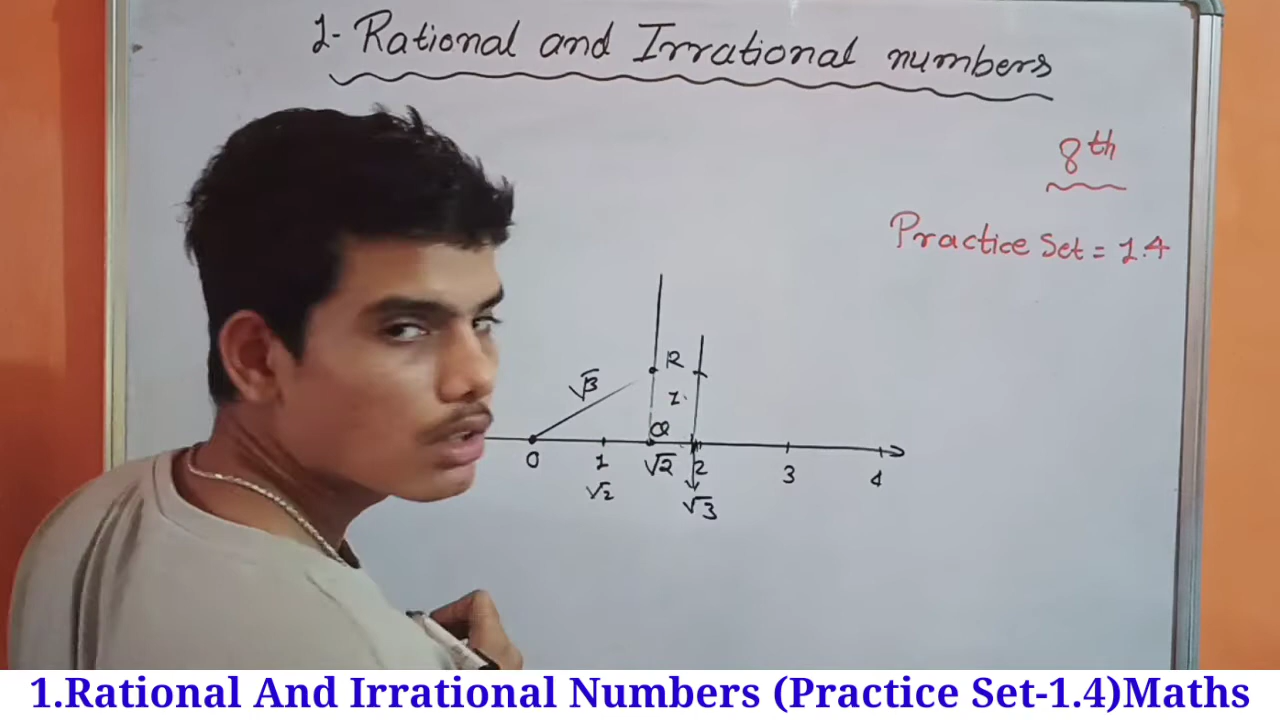 1- Rational and Irrational numbers
8th
Practice Set = 1.4
R
√3
1
Q
0 1 √2 2 3 4
√2 √3
1.Rational And Irrational Numbers (Practice Set-1.4)Maths